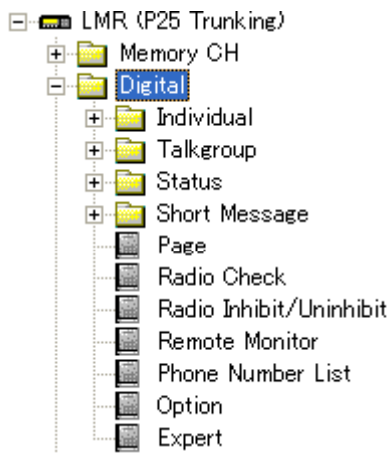 LMR (P25 Trunking)
Memory CH
Digital
Individual
Talkgroup
Status
Short Message
Page
Radio Check
Radio Inhibit/Uninhibit
Remote Monitor
Phone Number List
Option
Expert